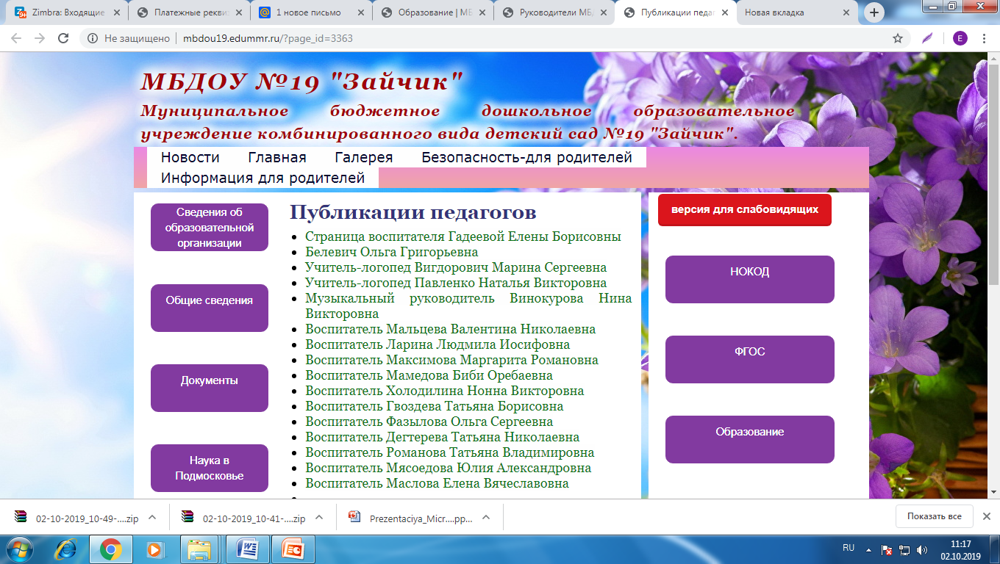 Zimbra: Входящие
Платежные рекви
1 новое письмо
Образование | МБ
Руководители МБ
Публикации педаг
Новая вкладка
Не защищено
mbdou19.edummr.ru/?page_id=3363
E
МБДОУ №19 "Зайчик"
Муниципальное бюджетное дошкольное образовательное
учреждение комбинированного вида детский сад №19 "Зайчик".
Новости Главная Галерея Безопасность-для родителей
Информация для родителей
Сведения об
образовательной
организации
Общие сведения
Документы
Наука в
Подмосковье
Публикации педагогов
Страница воспитателя Гадеевой Елены Борисовны
Белевич Ольга Григорьевна
Учитель-логопед Вигдорович Марина Сергеевна
Учитель-логопед Павленко Наталья Викторовна
Музыкальный руководитель Винокурова Нина
Викторовна
Воспитатель Мальцева Валентина Николаевна
Воспитатель Ларина Людмила Иосифовна
Воспитатель Максимова Маргарита Романовна
Воспитатель Мамедова Биби Оребаевна
Воспитатель Холодилина Нонна Викторовна
Воспитатель Гвоздева Татьяна Борисовна
Воспитатель Фазылова Ольга Сергеевна
Воспитатель Дегтерева Татьяна Николаевна
Воспитатель Романова Татьяна Владимировна
Воспитатель Мясоедова Юлия Александровна
Воспитатель Маслова Елена Вячеславовна
версия для слабовидящих
НОКОД
ФГОС
Образование
02-10-2019_10-49-....zip
02-10-2019_10-41-....zip
Prezentaciya_Micr....pp...
Показать все
RU
11:17
02.10.2019